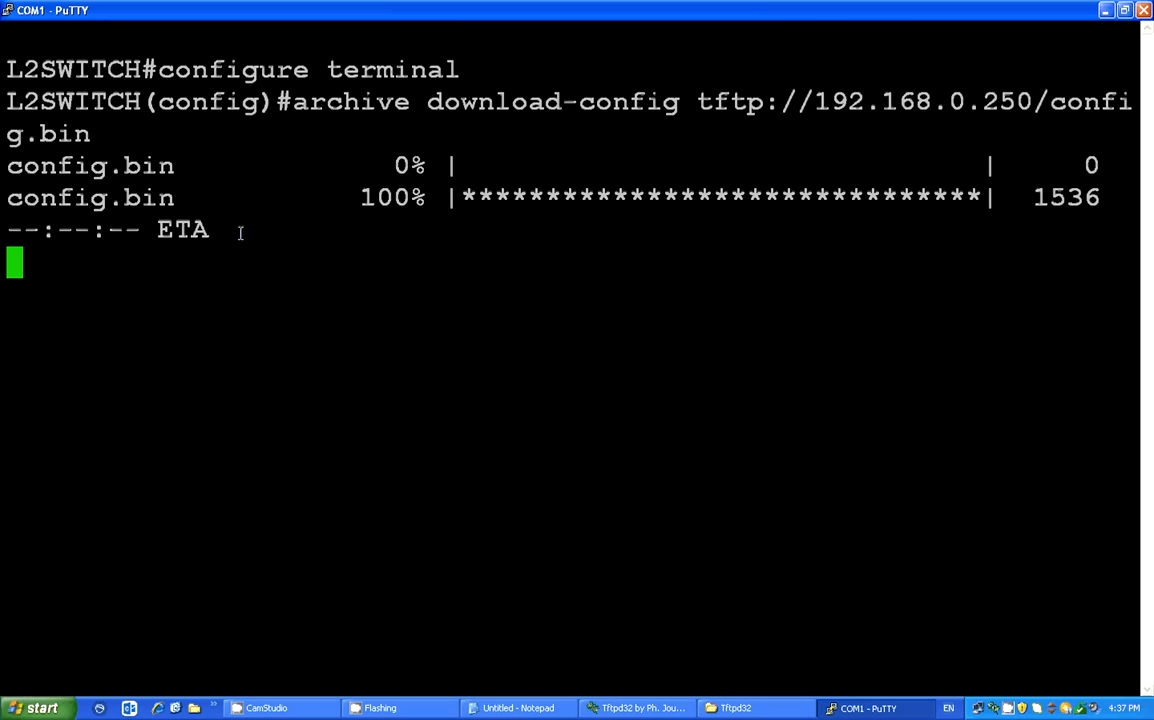 COM1 - PuTTY
L2SWITCH#configure terminal
L2SWITCH(config)#archive download-config tftp://192.168.0.250/confi
g.bin
config.bin 0% | | 0
config.bin 100% |*******************************| 1536
--:--:-- ETA
start CamStudio Flashing Untitled - Notepad Tftpd32 by Ph. Jou... Tftpd32 COM1 - PuTTY EN 4:37 PM